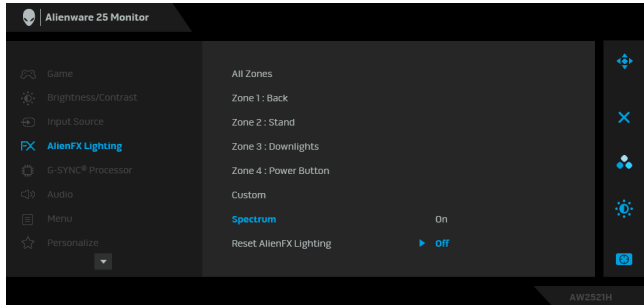 Alienware 25 Monitor
Game
Brightness/Contrast
Input Source
FX AlienFX Lighting
G-SYNC® Processor
Audio
Menu
Personalize
All Zones
Zone 1 : Back
Zone 2 : Stand
Zone 3 : Downlights
Zone 4 : Power Button
Custom
Spectrum On
Reset AlienFX Lighting Off
AW2521H